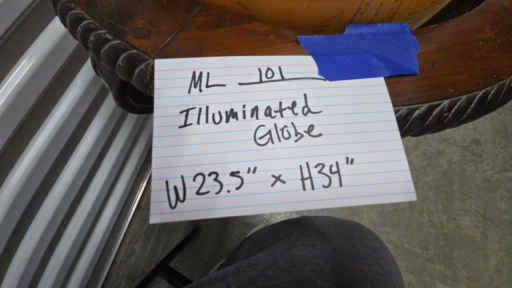 ML 101
Illuminated
Globe
W 23.5" x H34"